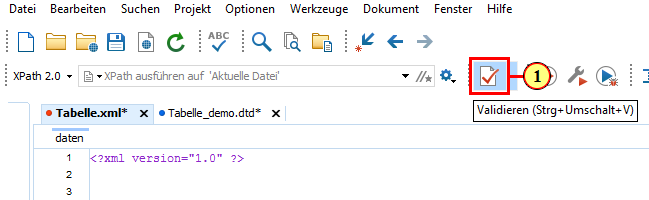 Datei Bearbeiten Suchen Projekt Optionen Werkzeuge Dokument Fenster Hilfe
ABC
XPath 2.0 XPath ausführen auf 'Aktuelle Datei'
1
Validieren (Strg+Umschalt+V)
Tabelle.xml* Tabelle_demo.dtd*
daten
1 <?xml version="1.0" ?>
2
3